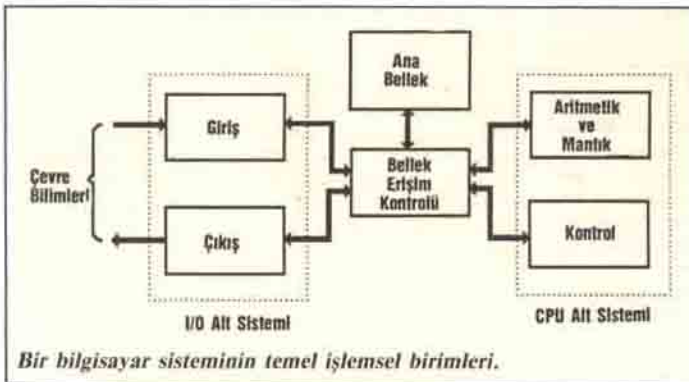 Ana
Bellek
Giriş
Aritmetik
ve
Mantık
Çevre
Bilimleri
Bellek
Erişim
Kontrolü
Çıkış
Kontrol
I/O Alt Sistemi
CPU Alt Sistemi
Bir bilgisayar sisteminin temel işlemsel birimleri.